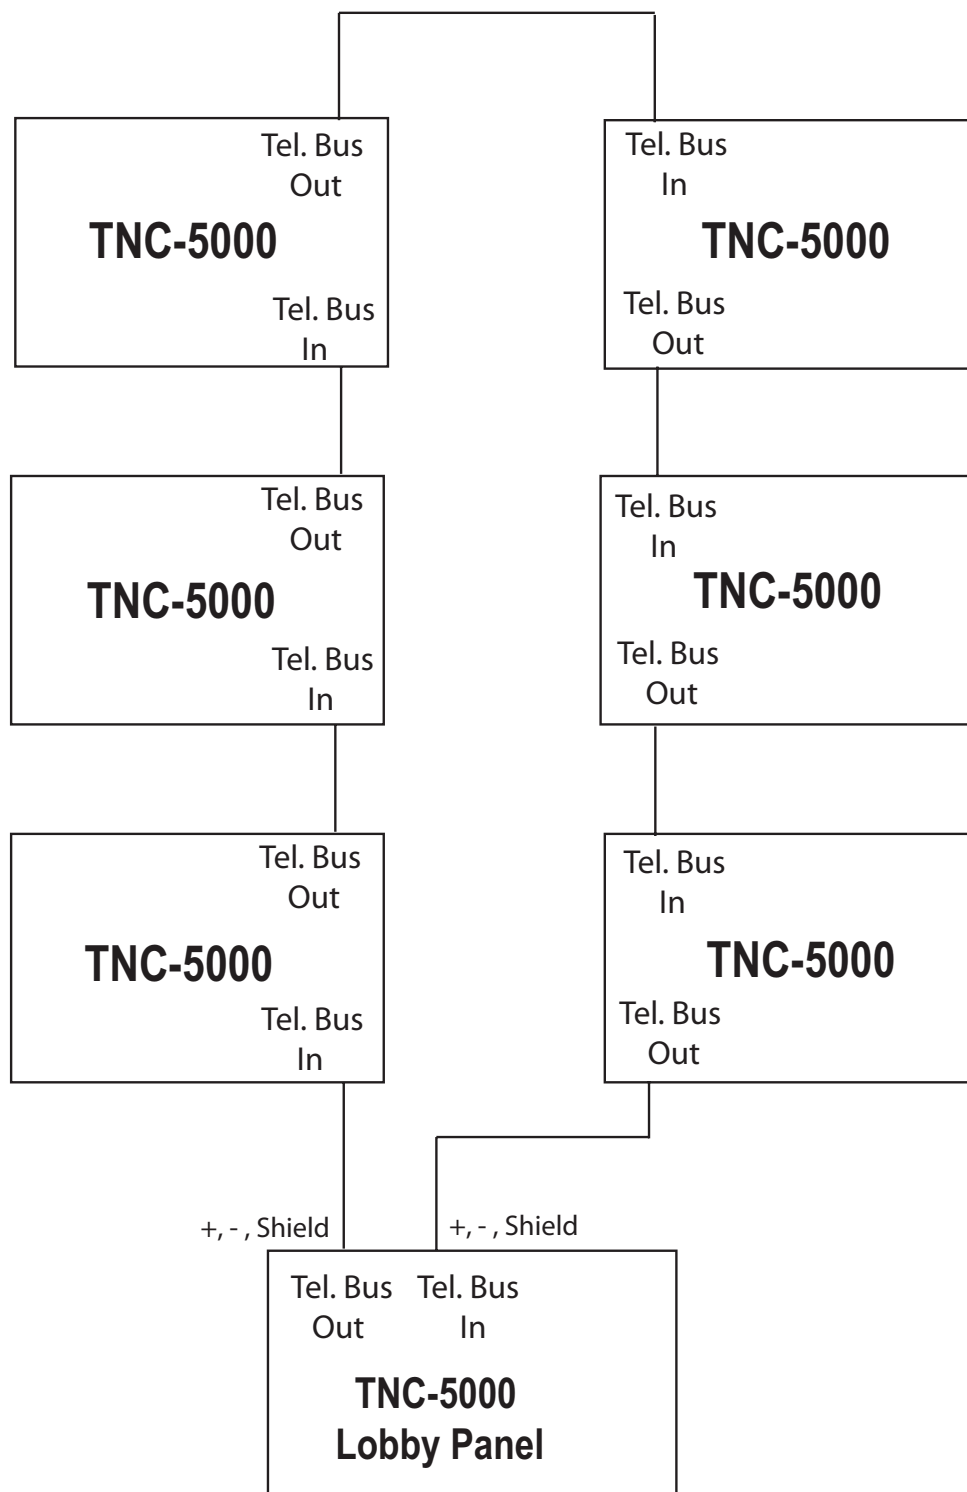 Tel. Bus
Out
TNC-5000
Tel. Bus
In
Tel. Bus
In
TNC-5000
Tel. Bus
Out
Tel. Bus
Out
TNC-5000
Tel. Bus
In
Tel. Bus
In
TNC-5000
Tel. Bus
Out
Tel. Bus
Out
TNC-5000
Tel. Bus
In
Tel. Bus
In
TNC-5000
Tel. Bus
Out
+, - , Shield
+, - , Shield
Tel. Bus Tel. Bus
Out In
TNC-5000
Lobby Panel